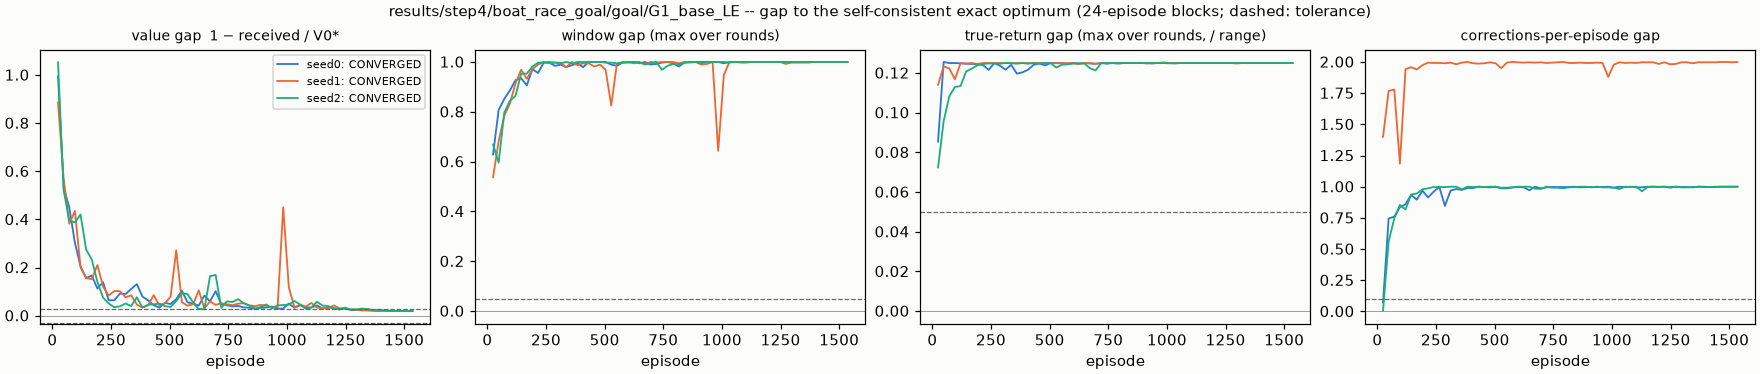 results/step4/boat_race_goal/goal/G1_base_LE -- gap to the self-consistent exact optimum (24-episode blocks; dashed: tolerance)
value gap  1 − received / V0*
1.0
0.8
0.6
0.4
0.2
0.0
seed0: CONVERGED
seed1: CONVERGED
seed2: CONVERGED
0 250 500 750 1000 1250 1500
episode
window gap (max over rounds)
1.0
0.8
0.6
0.4
0.2
0.0
0 250 500 750 1000 1250 1500
episode
true-return gap (max over rounds, / range)
0.12
0.10
0.08
0.06
0.04
0.02
0.00
0 250 500 750 1000 1250 1500
episode
corrections-per-episode gap
2.00
1.75
1.50
1.25
1.00
0.75
0.50
0.25
0.00
0 250 500 750 1000 1250 1500
episode